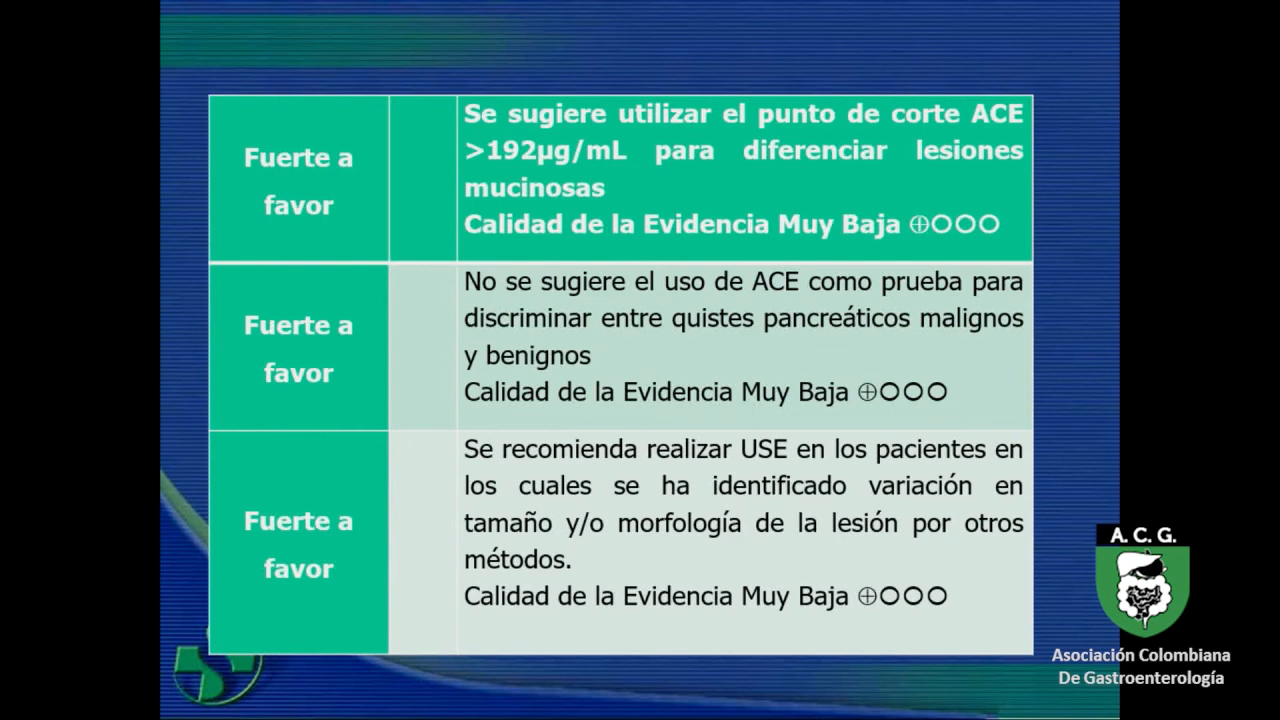 Fuerte a
favor
Se sugiere utilizar el punto de corte ACE
>192µg/mL para diferenciar lesiones
mucinosas
Calidad de la Evidencia Muy Baja ⊕〇〇〇
Fuerte a
favor
No se sugiere el uso de ACE como prueba para
discriminar entre quistes pancreáticos malignos
y benignos
Calidad de la Evidencia Muy Baja ⊕〇〇〇
Fuerte a
favor
Se recomienda realizar USE en los pacientes en
los cuales se ha identificado variación en
tamaño y/o morfología de la lesión por otros
métodos.
Calidad de la Evidencia Muy Baja ⊕〇〇〇
A. C. G.
Asociación Colombiana
De Gastroenterología